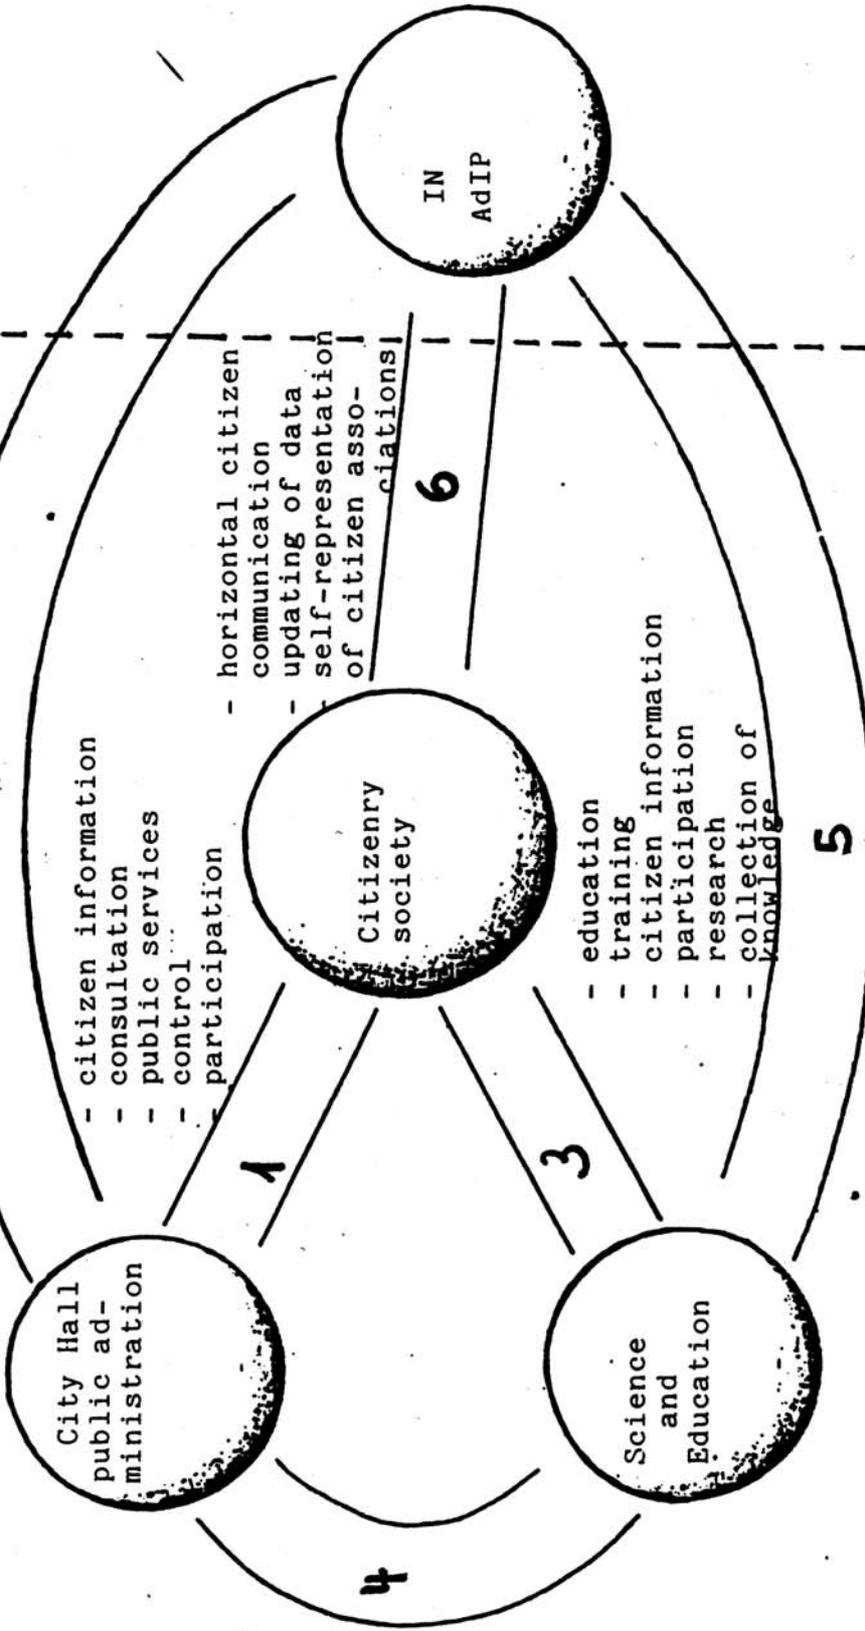 City Hall
public ad-
ministration
- citizen information
- consultation
- public services
- control
- participation
1
- horizontal citizen
communication
- updating of data
- self-representation
of citizen asso-
ciations
6
IN
AdIP
Citizenry
society
4
3
- education
- training
- citizen information
- participation
- research
- collection of
knowledge
Science
and
Education
5